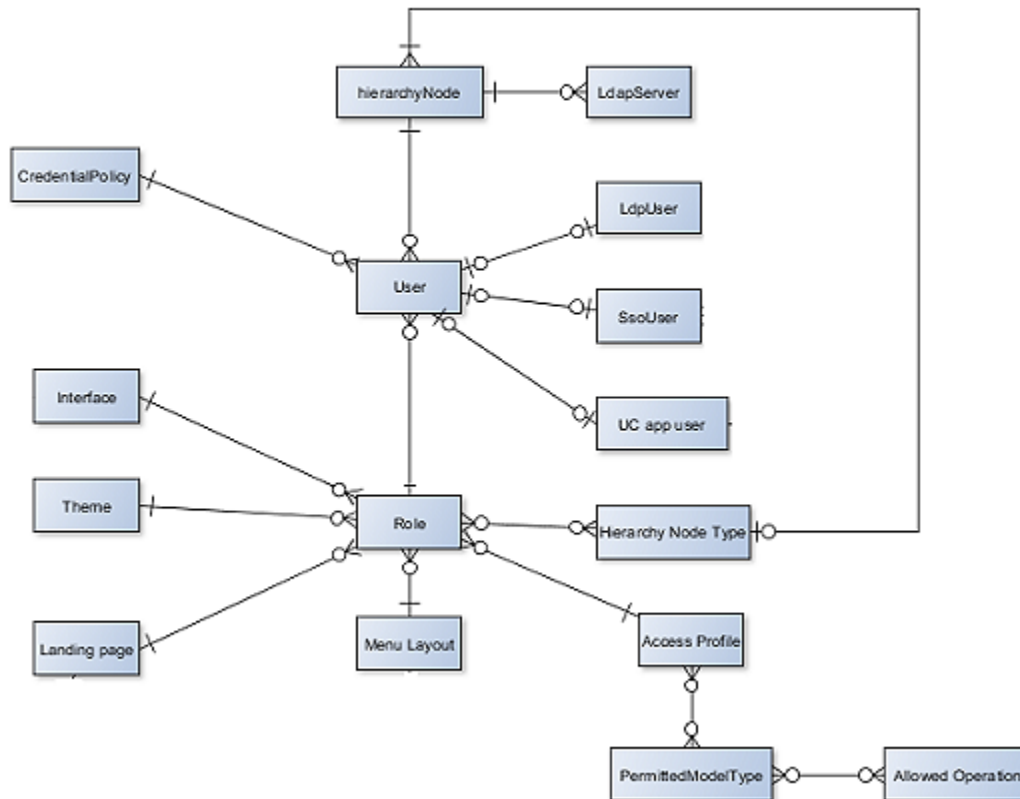 hierarchyNode
LdapServer
CredentialPolicy
LdpUser
User
SsoUser
Interface
UC app user
Theme
Role
Hierarchy Node Type
Landing page
Menu Layout
Access Profile
PermittedModelType
Allowed Operation